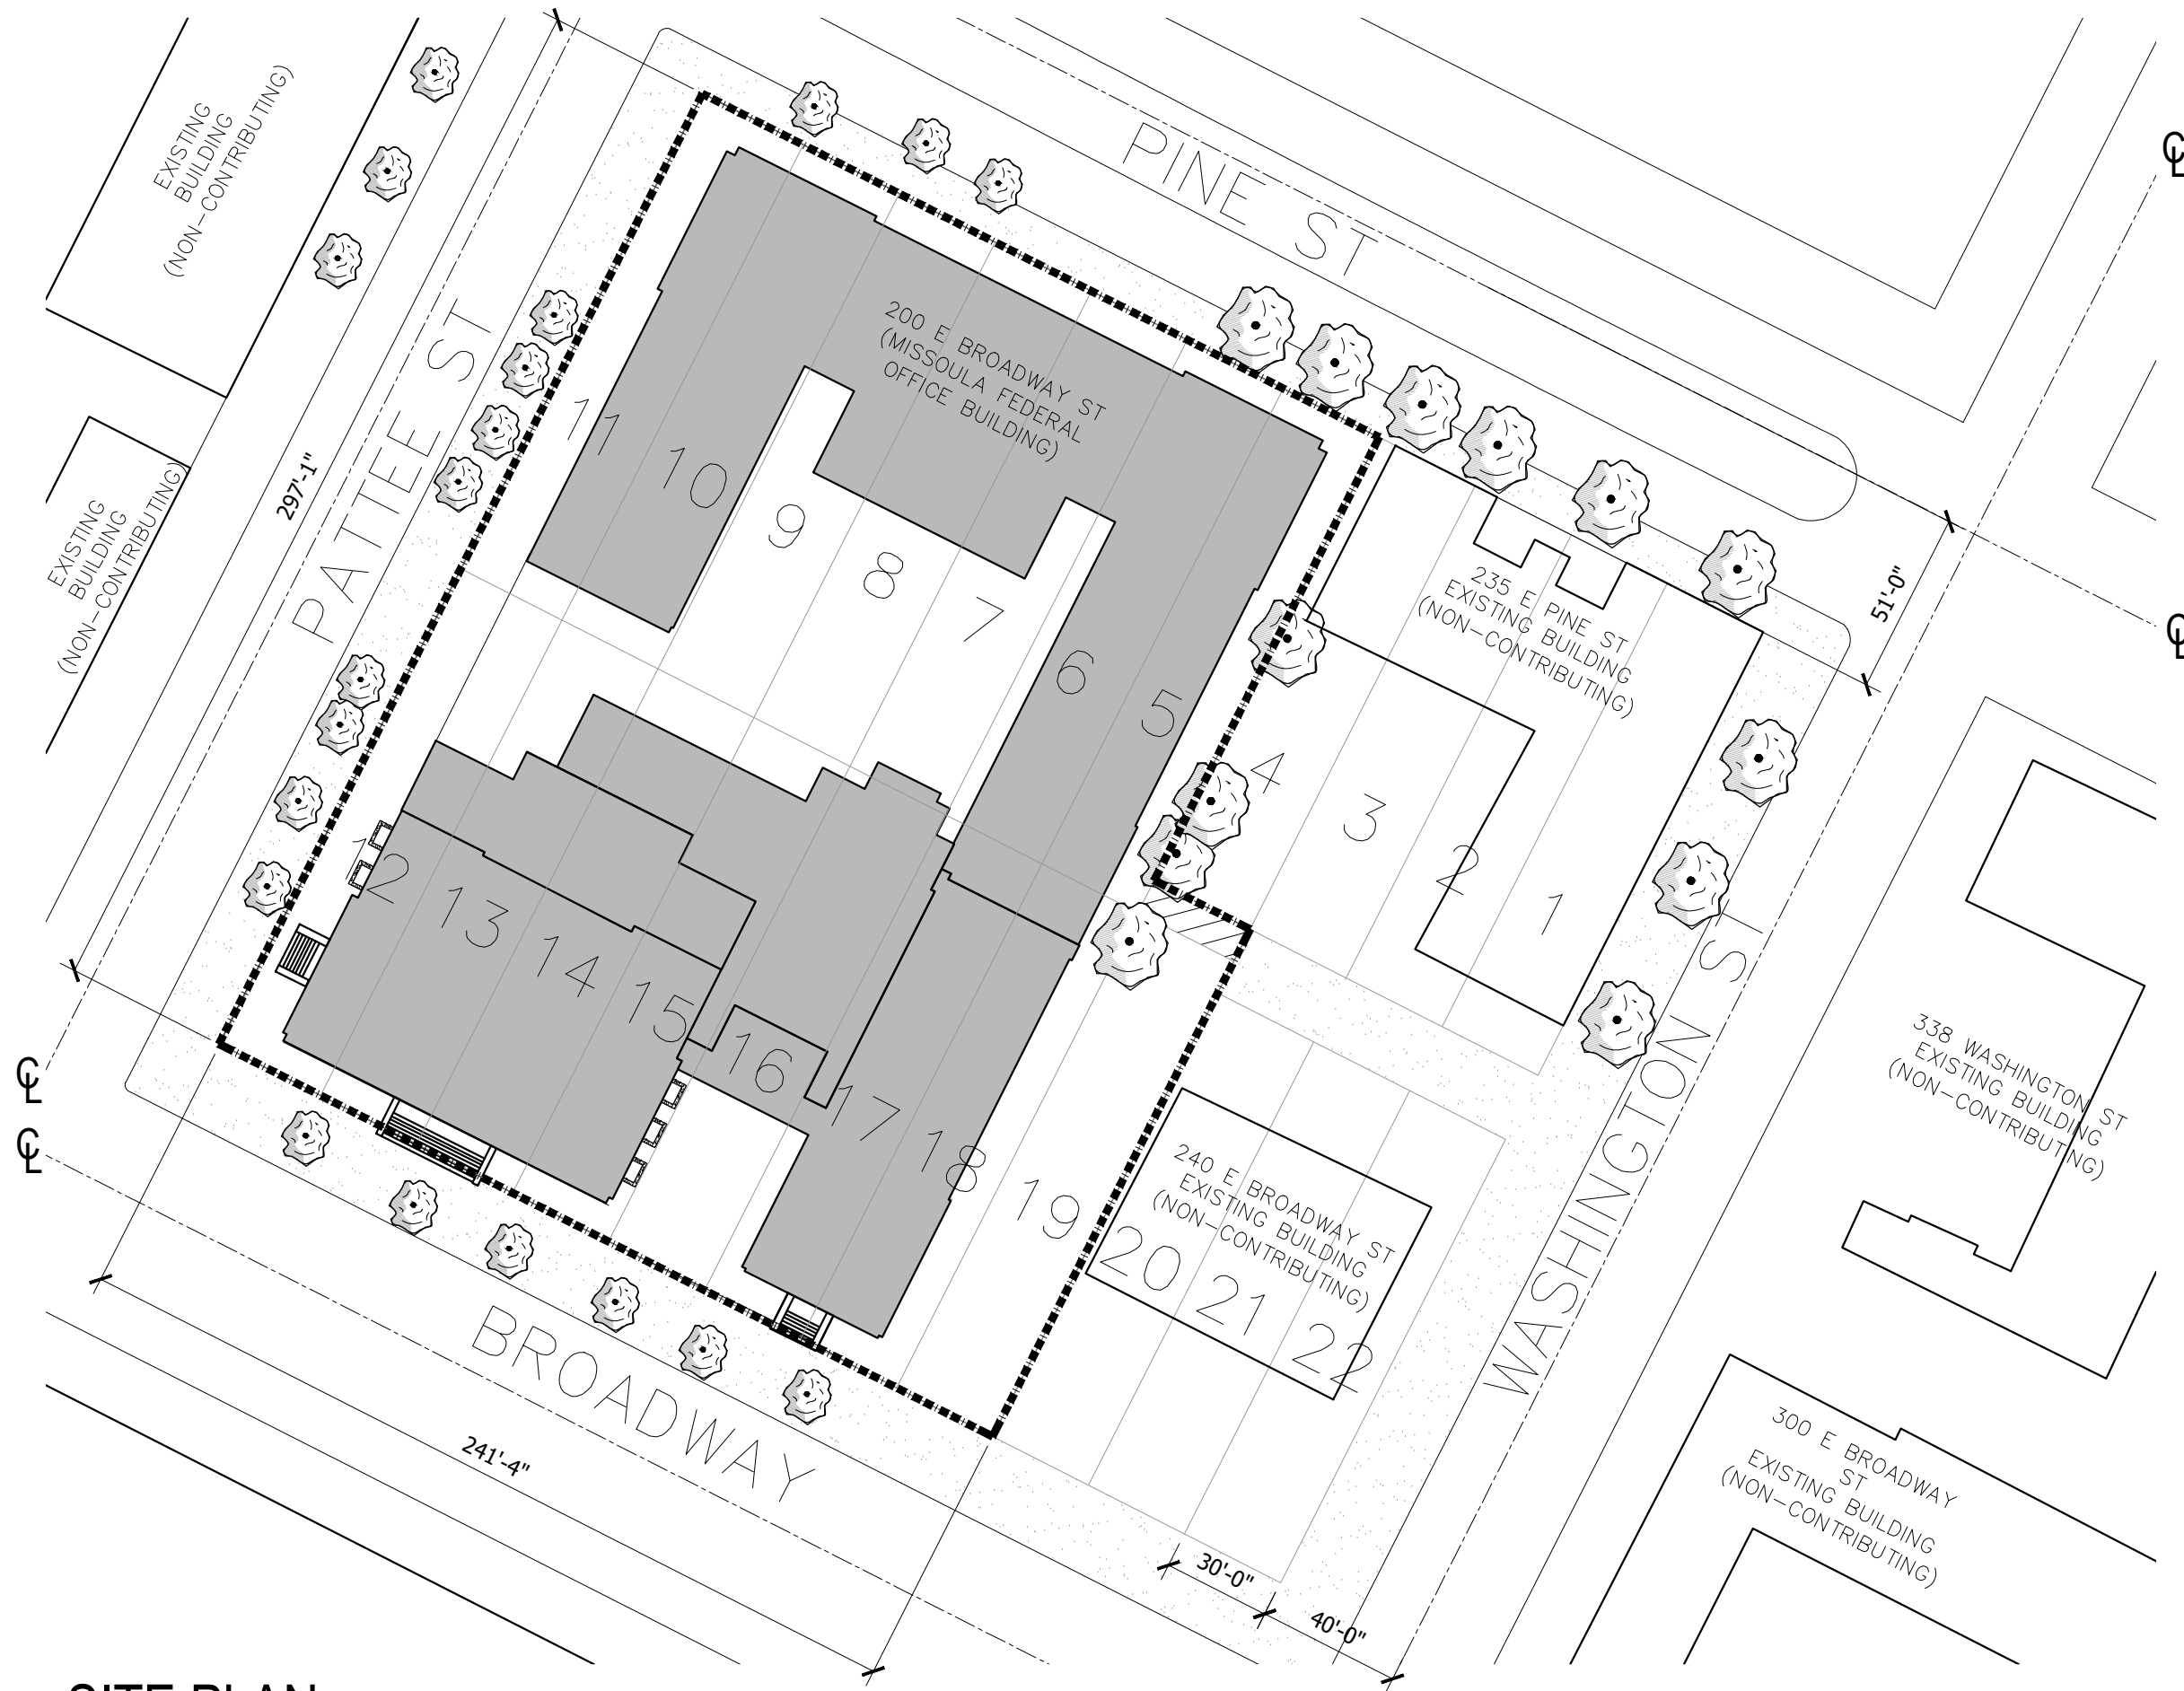 EXISTING
BUILDING
(NON-CONTRIBUTING)
PINE ST
℄
200 E BROADWAY ST
(MISSOULA FEDERAL
OFFICE BUILDING)
PATTEE ST
297'-1"
11
10
9
8
7
6
5
4
3
2
1
EXISTING
BUILDING
(NON-CONTRIBUTING)
235 E PINE ST
EXISTING BUILDING
(NON-CONTRIBUTING)
51'-0"
℄
12
13
14
15
16
17
18
19
20
21
22
WASHINGTON ST
338 WASHINGTON ST
EXISTING BUILDING
(NON-CONTRIBUTING)
℄
℄
240 E BROADWAY ST
EXISTING BUILDING
(NON-CONTRIBUTING)
BROADWAY
241'-4"
300 E BROADWAY
ST
EXISTING BUILDING
(NON-CONTRIBUTING)
30'-0"
40'-0"
SITE PLAN